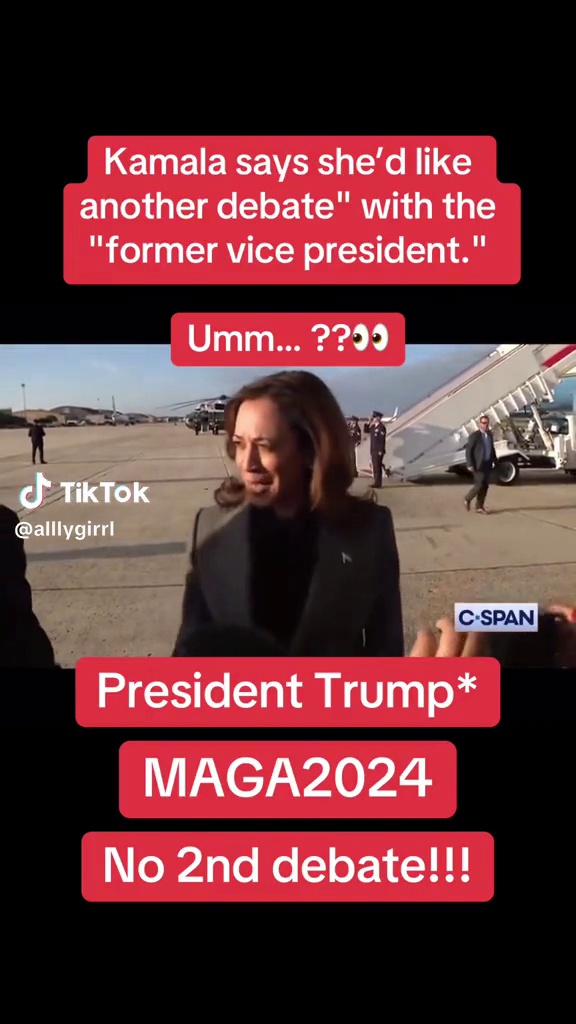 Kamala says she’d like
another debate" with the
"former vice president."
Umm... ??👀
TikTok
@alllygirrl
C-SPAN
President Trump*
MAGA2024
No 2nd debate!!!